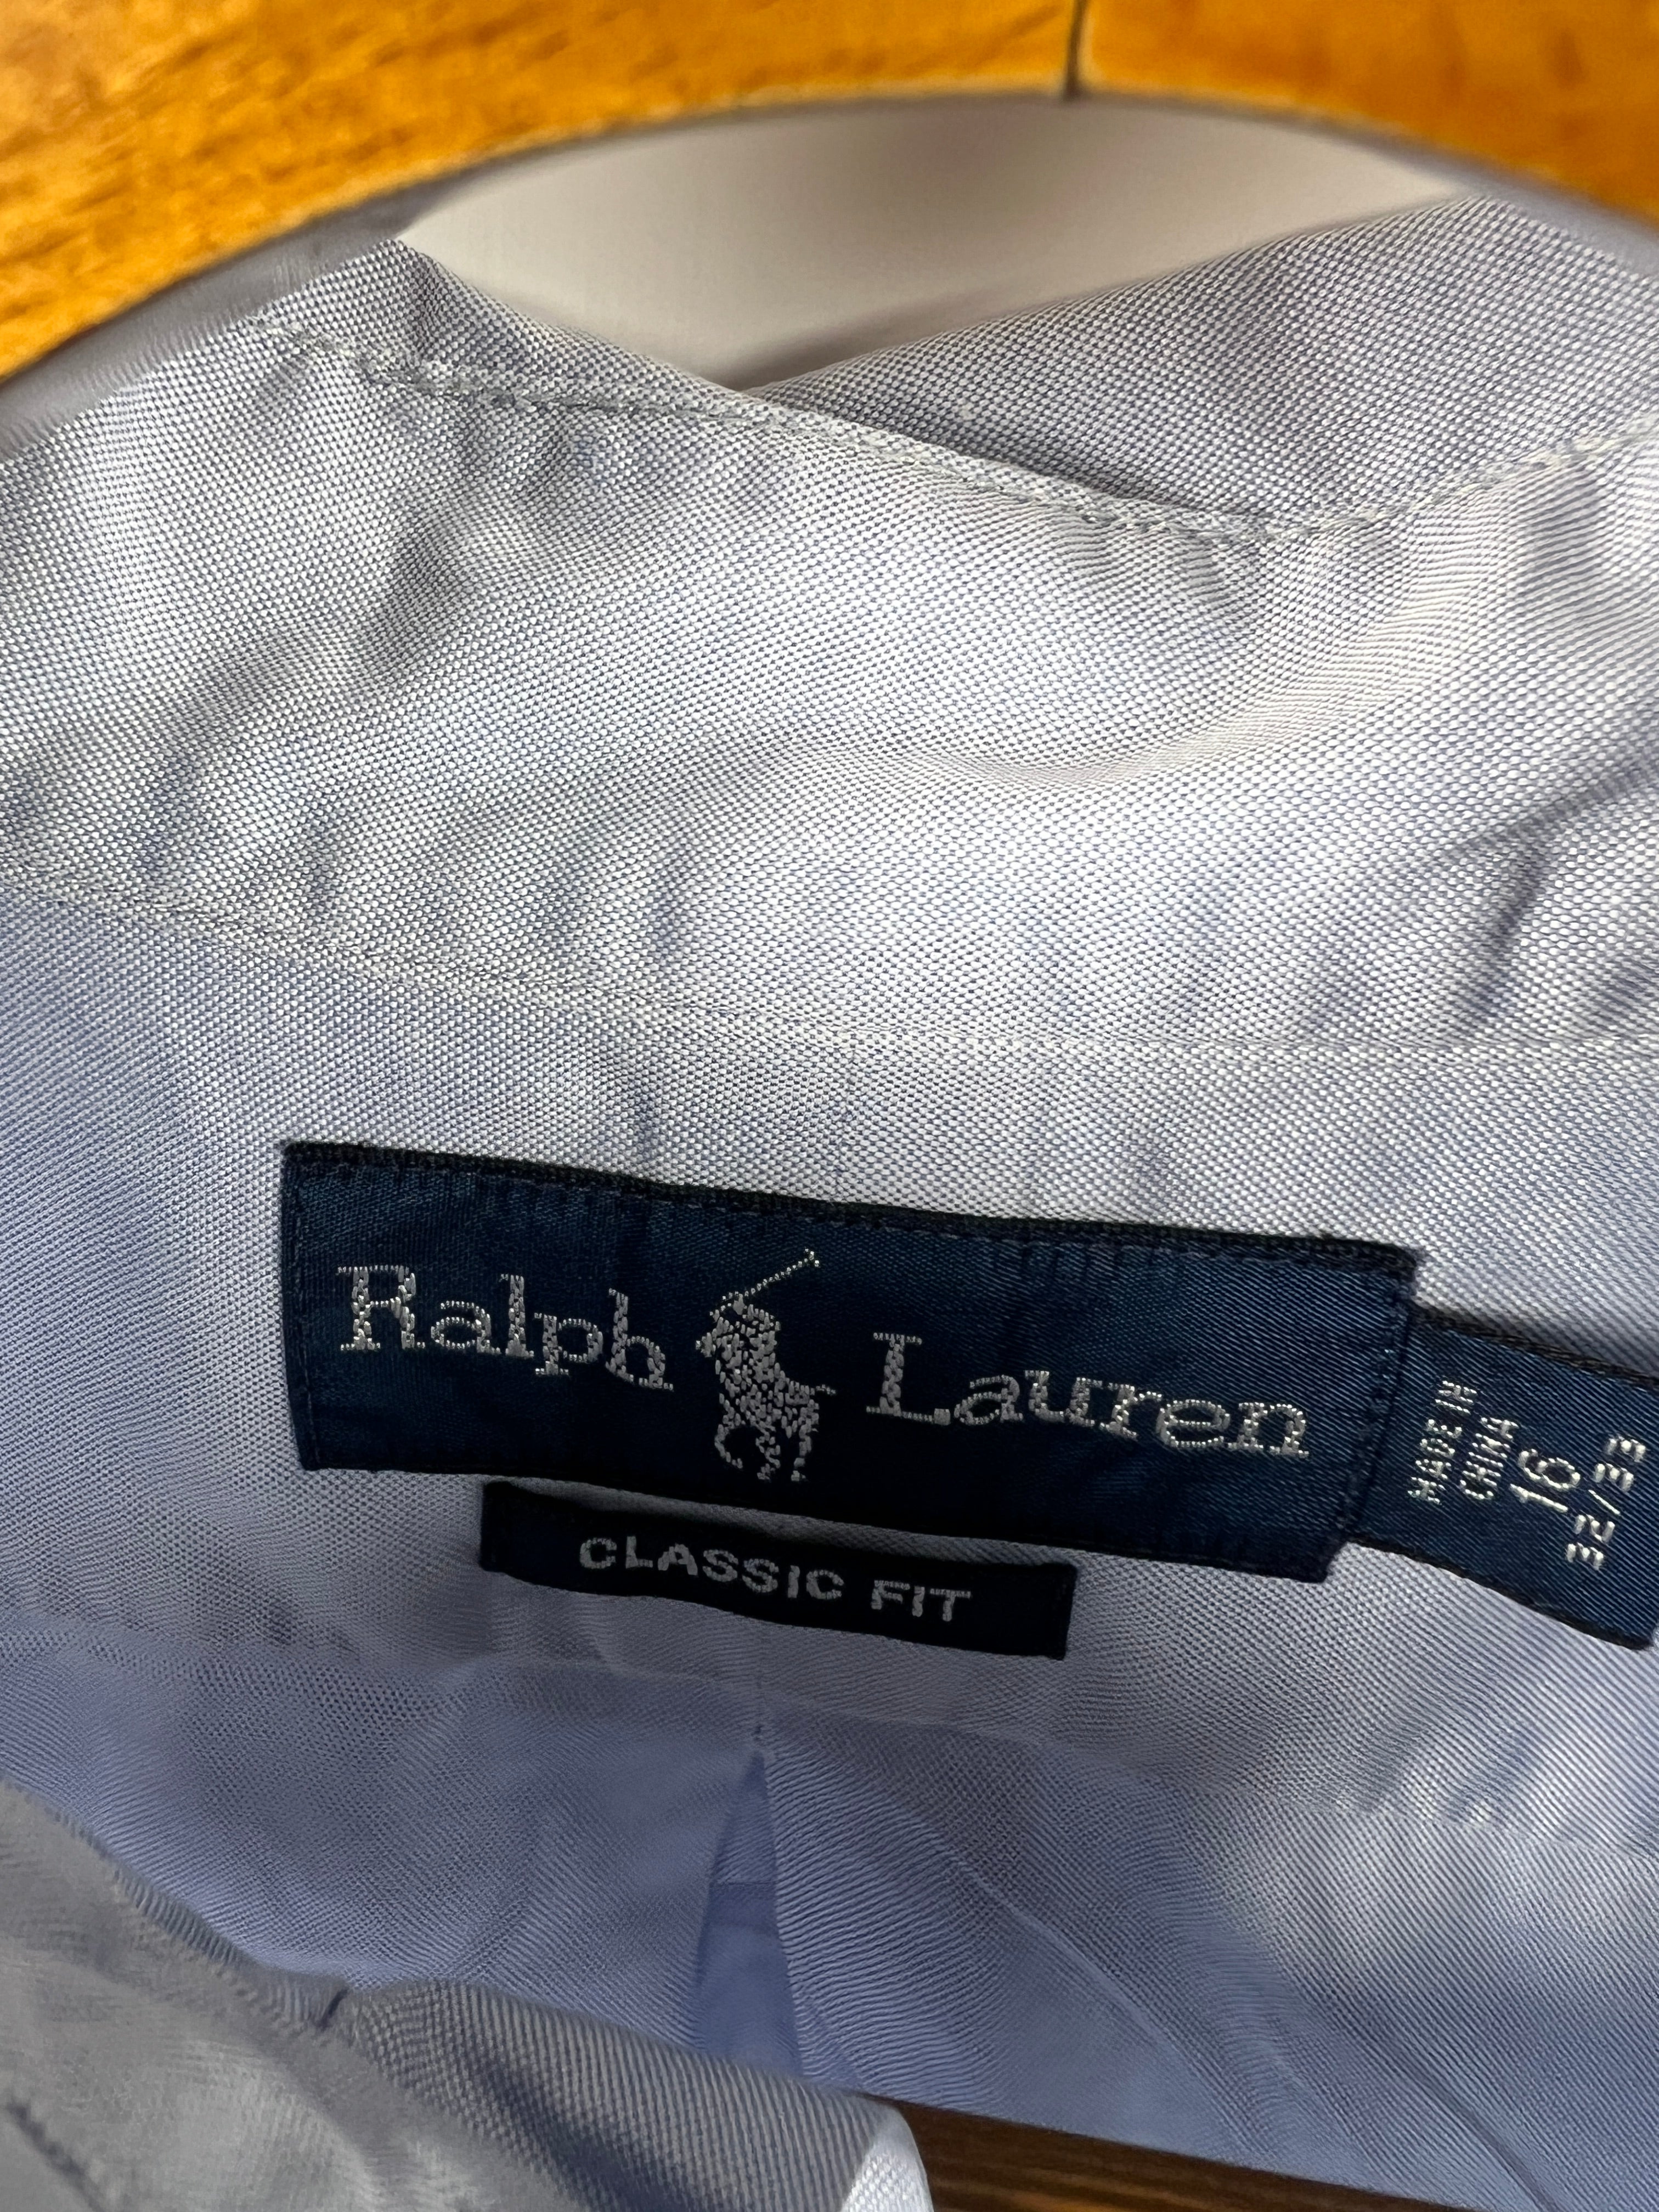 Ralph Lauren
CLASSIC FIT
MADE IN
CHINA
16
32/33